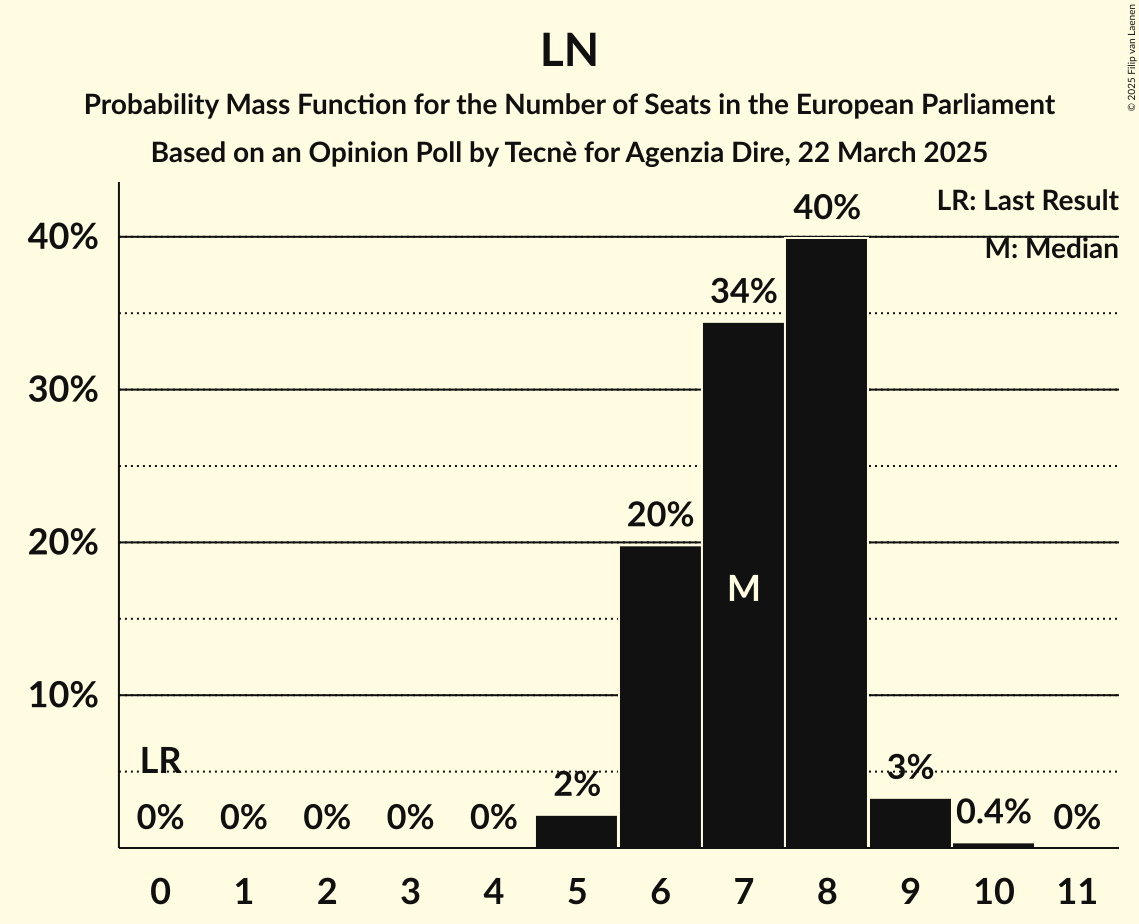 LN
Probability Mass Function for the Number of Seats in the European Parliament
Based on an Opinion Poll by Tecnè for Agenzia Dire, 22 March 2025
© 2025 Filip van Laenen
LR: Last Result
M: Median
40%
30%
20%
10%
LR
0%
0%
0%
0%
0%
2%
20%
34%
M
40%
3%
0.4%
0%
0 1 2 3 4 5 6 7 8 9 10 11